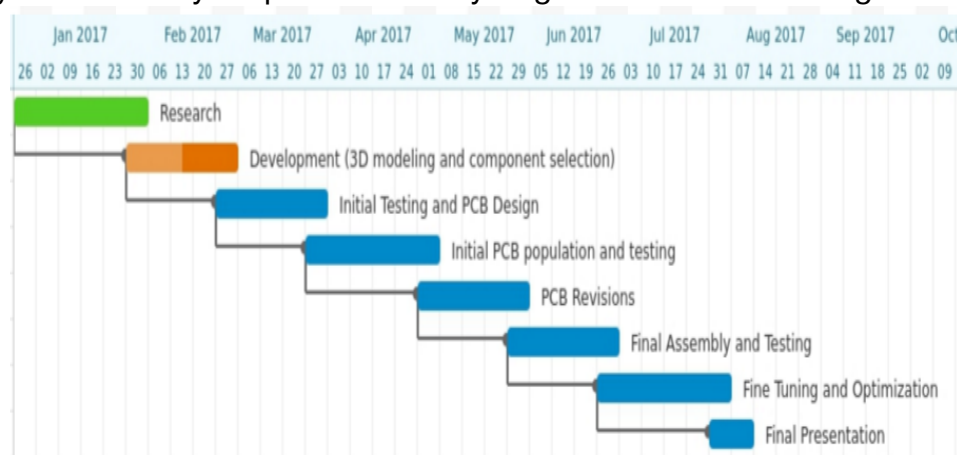 Jan 2017 Feb 2017 Mar 2017 Apr 2017 May 2017 Jun 2017 Jul 2017 Aug 2017 Sep 2017 Oct
26 02 09 16 23 30 06 13 20 27 06 13 20 27 03 10 17 24 01 08 15 22 29 05 12 19 26 03 10 17 24 31 07 14 21 28 04 11 18 25 02 09
Research
Development (3D modeling and component selection)
Initial Testing and PCB Design
Initial PCB population and testing
PCB Revisions
Final Assembly and Testing
Fine Tuning and Optimization
Final Presentation